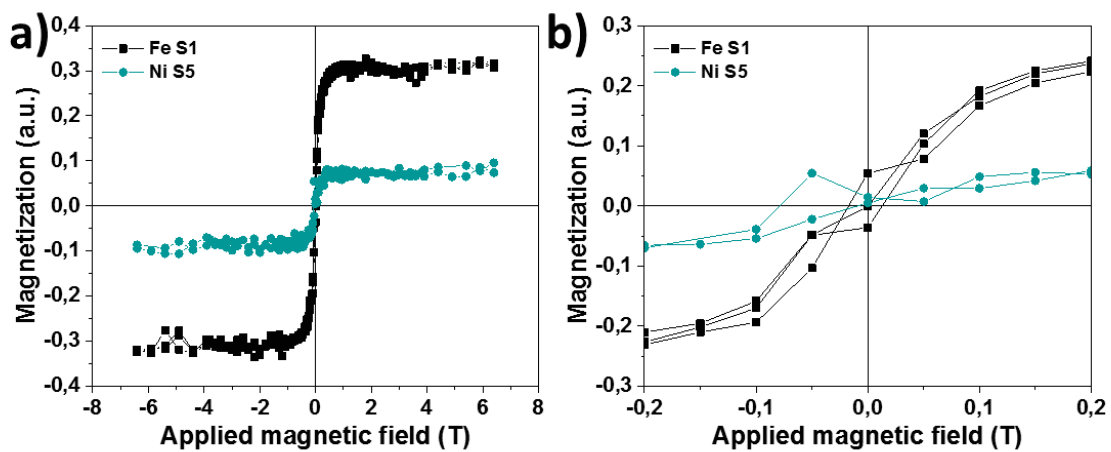 a)
Fe S1
Ni S5
Magnetization (a.u.)
0,4
0,3
0,2
0,1
0,0
-0,1
-0,2
-0,3
-0,4
-8 -6 -4 -2 0 2 4 6 8
Applied magnetic field (T)
b)
Fe S1
Ni S5
Magnetization (a.u.)
0,3
0,2
0,1
0,0
-0,1
-0,2
-0,3
-0,2 -0,1 0,0 0,1 0,2
Applied magnetic field (T)